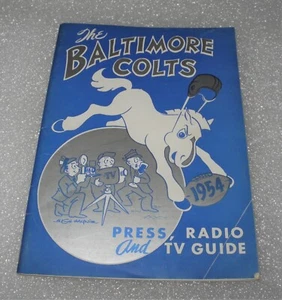 The
BALTIMORE
COLTS
TV
1954
PRESS, RADIO
and TV GUIDE